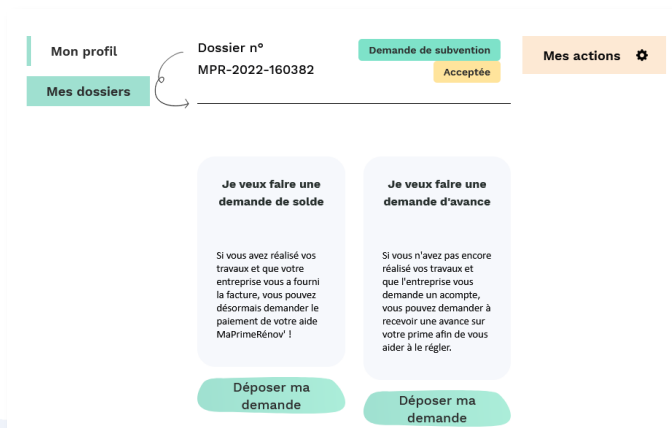 Mon profil
Mes dossiers
Dossier n°
MPR-2022-160382
Demande de subvention
Acceptée
Mes actions
Je veux faire une
demande de solde
Si vous avez réalisé vos
travaux et que votre
entreprise vous a fourni
la facture, vous pouvez
désormais demander le
paiement de votre aide
MaPrimeRénov' !
Déposer ma
demande
Je veux faire une
demande d'avance
Si vous n'avez pas encore
réalisé vos travaux et
que l'entreprise vous
demande un acompte,
vous pouvez demander à
recevoir une avance sur
votre prime afin de vous
aider à le régler.
Déposer ma
demande